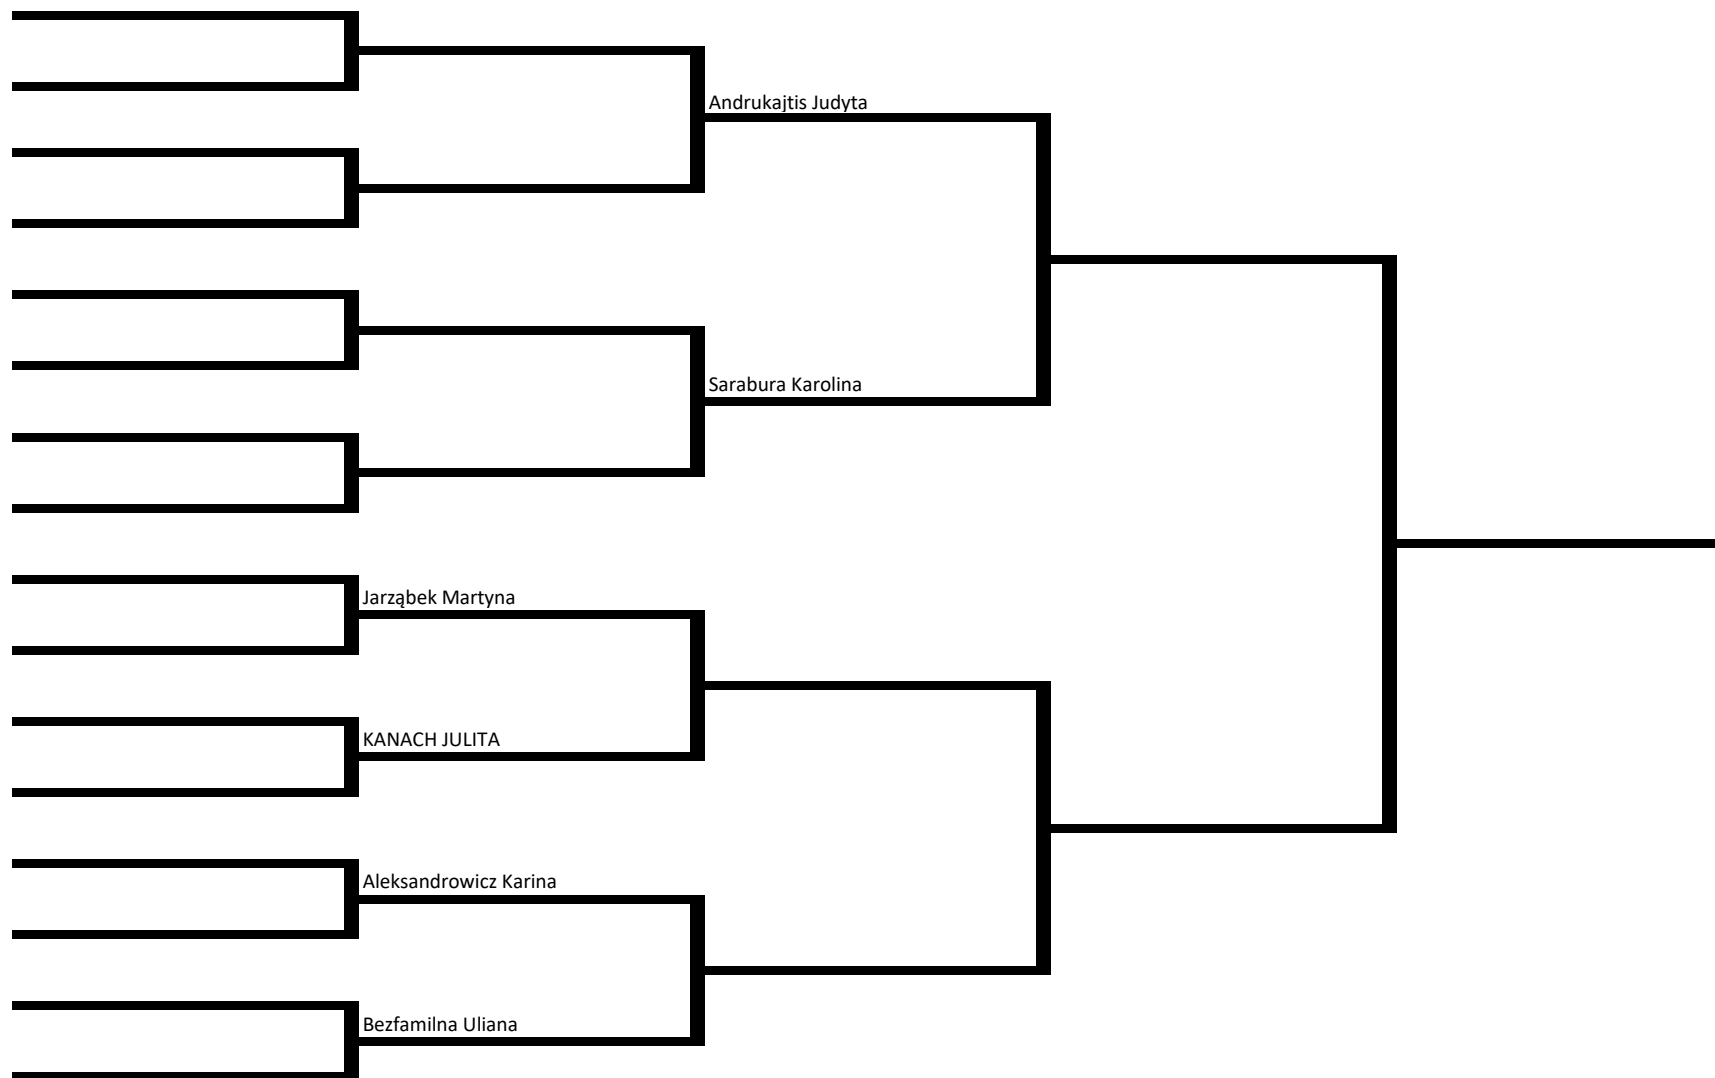 Andrukajtis Judyta
Sarabura Karolina
Jarząbek Martyna
KANACH JULITA
Aleksandrowicz Karina
Bezfamilna Uliana